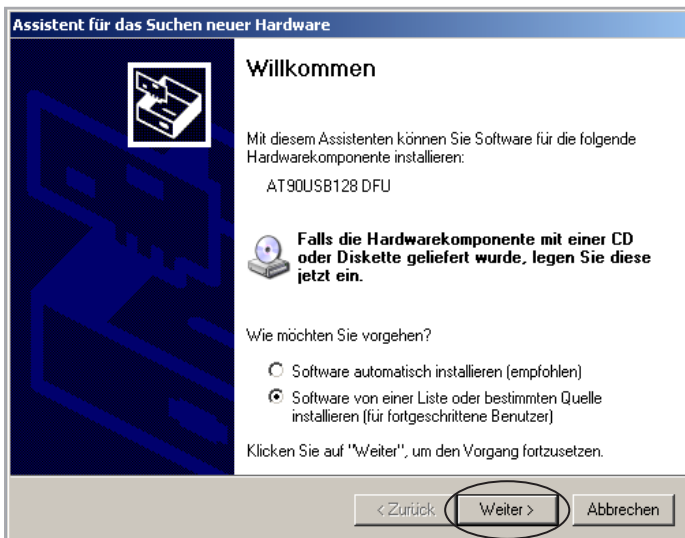 Assistent für das Suchen neuer Hardware
Willkommen
Mit diesem Assistenten können Sie Software für die folgende
Hardwarekomponente installieren:
AT90USB128 DFU
Falls die Hardwarekomponente mit einer CD
oder Diskette geliefert wurde, legen Sie diese
jetzt ein.
Wie möchten Sie vorgehen?
Software automatisch installieren (empfohlen)
Software von einer Liste oder bestimmten Quelle
installieren (für fortgeschrittene Benutzer)
Klicken Sie auf "Weiter", um den Vorgang fortzusetzen.
< Zurück Weiter > Abbrechen